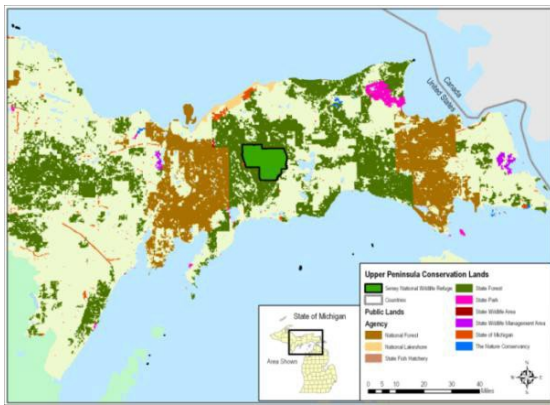 Canada
United States
Upper Peninsula Conservation Lands
Seney National Wildlife Refuge
Countries
Public Lands
Agency
National Forest
National Lakeshore
State Fish Hatchery
State Forest
State Park
State Wildlife Area
State Wildlife Management Area
State of Michigan
The Nature Conservancy
State of Michigan
Area Shown
0 5 10 20 30 40
Miles